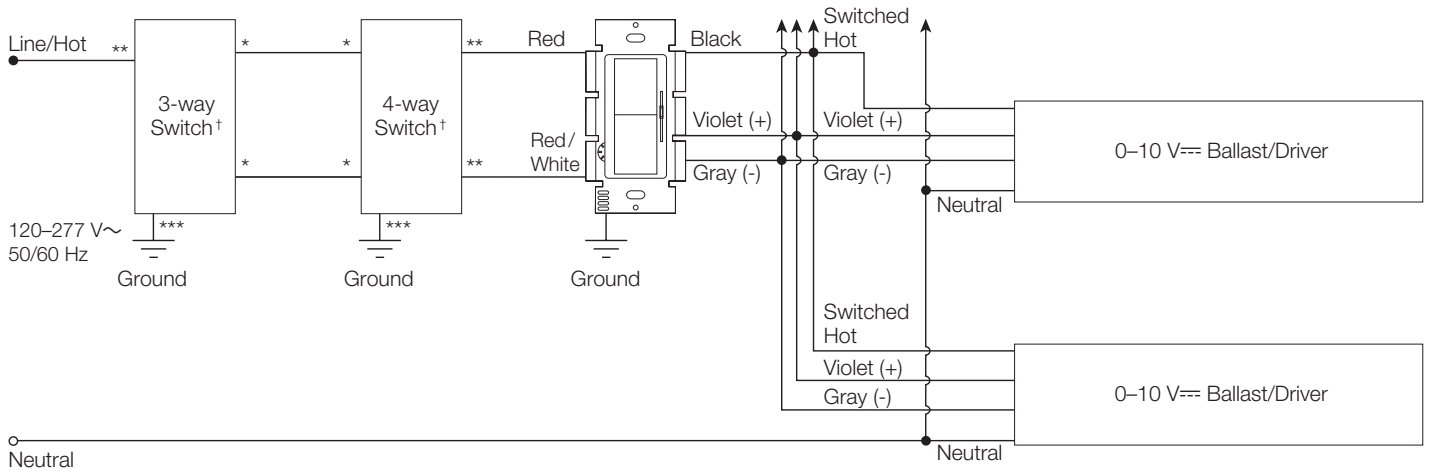 Line/Hot
**
3-way
Switch†
*
*
*
*
4-way
Switch†
**
**
Red
Red/
White
Black
Violet (+)
Gray (-)
Switched
Hot
Violet (+)
Gray (-)
Neutral
0–10 V⎓ Ballast/Driver
120–277 V~
50/60 Hz
***
Ground
***
Ground
Ground
Switched
Hot
Violet (+)
Gray (-)
Neutral
0–10 V⎓ Ballast/Driver
Neutral